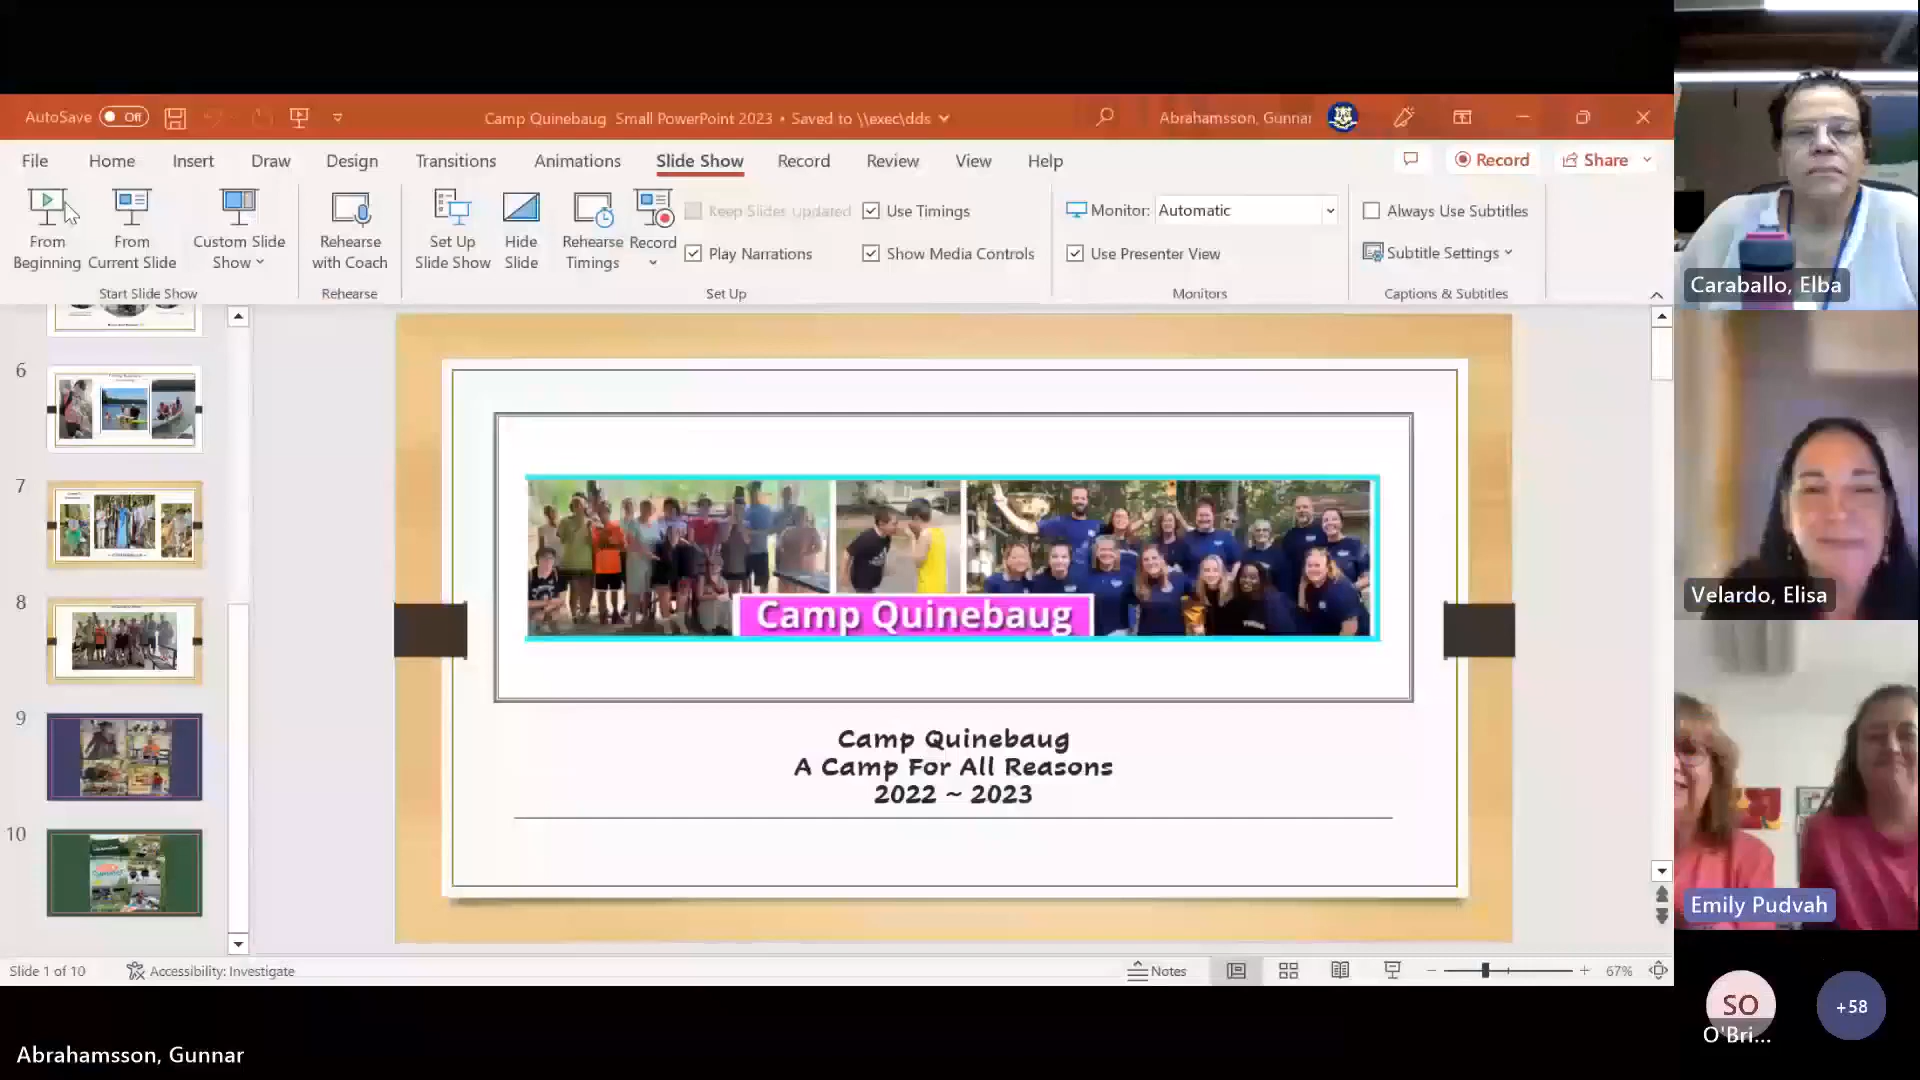 AutoSave Off
Camp Quinebaug Small PowerPoint 2023 • Saved to \\exec\dds
Abrahamsson, Gunnar
File Home Insert Draw Design Transitions Animations Slide Show Record Review View Help
Record Share
From Beginning
From Current Slide
Custom Slide Show
Start Slide Show
Rehearse with Coach
Rehearse
Set Up Slide Show
Hide Slide
Rehearse Timings
Record
Keep Slides Updated
Use Timings
Play Narrations
Show Media Controls
Set Up
Monitor: Automatic
Use Presenter View
Monitors
Always Use Subtitles
Subtitle Settings
Captions & Subtitles
6
7
8
9
10
Camp Quinebaug
Camp Quinebaug
A Camp For All Reasons
2022 ~ 2023
Slide 1 of 10
Accessibility: Investigate
Notes
67%
Caraballo, Elba
Velardo, Elisa
Emily Pudvah
SO
O'Bri...
+58
Abrahamsson, Gunnar